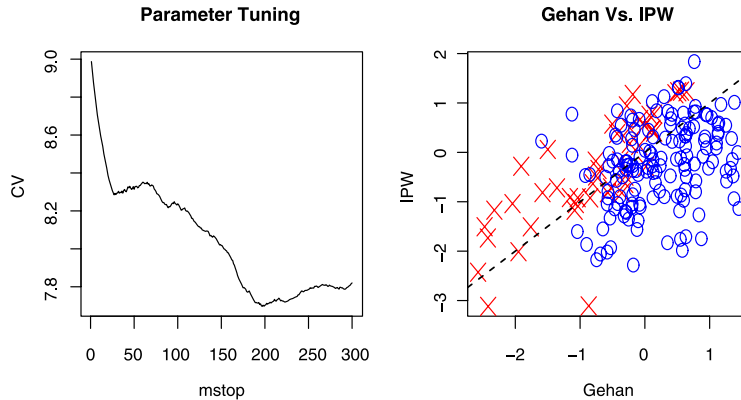 Parameter Tuning
CV
9.0
8.6
8.2
7.8
0 50 100 150 200 250 300
mstop
Gehan Vs. IPW
IPW
2
1
0
−1
−2
−3
−2 −1 0 1
Gehan